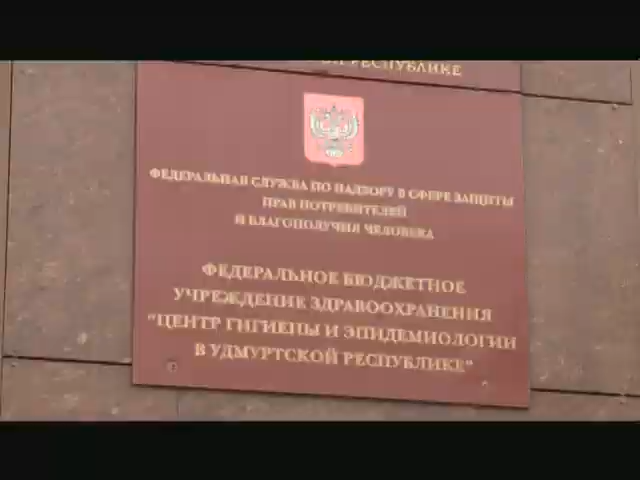 РЕСПУБЛИКЕ
ФЕДЕРАЛЬНАЯ СЛУЖБА ПО НАДЗОРУ В СФЕРЕ ЗАЩИТЫ
ПРАВ ПОТРЕБИТЕЛЕЙ
И БЛАГОПОЛУЧИЯ ЧЕЛОВЕКА
ФЕДЕРАЛЬНОЕ БЮДЖЕТНОЕ
УЧРЕЖДЕНИЕ ЗДРАВООХРАНЕНИЯ
"ЦЕНТР ГИГИЕНЫ И ЭПИДЕМИОЛОГИИ
В УДМУРТСКОЙ РЕСПУБЛИКЕ"